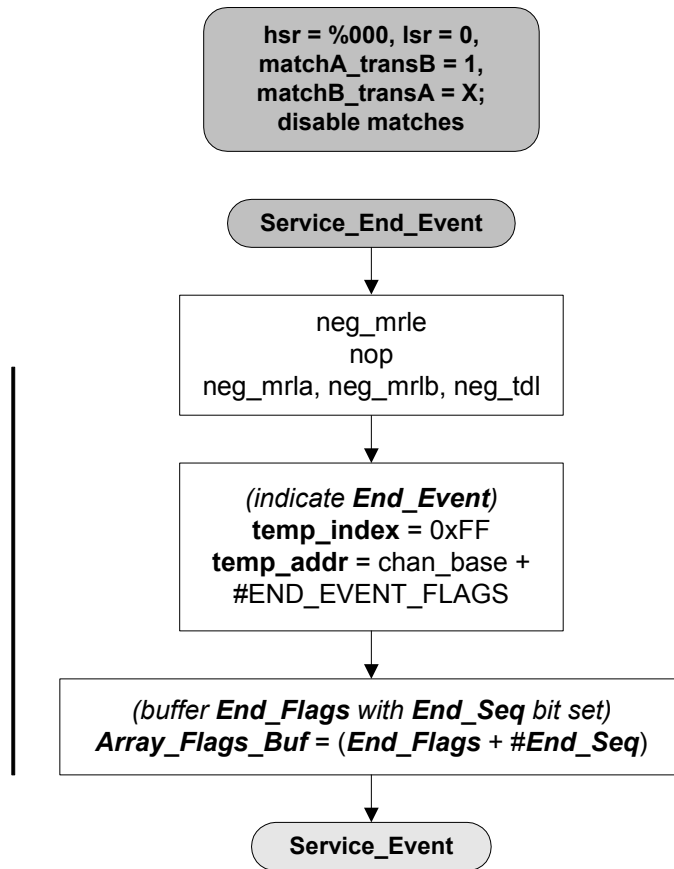 hsr = %000, lsr = 0,
matchA_transB = 1,
matchB_transA = X;
disable matches
Service_End_Event
neg_mrle
nop
neg_mrla, neg_mrlb, neg_tdl
(indicate End_Event)
temp_index = 0xFF
temp_addr = chan_base +
#END_EVENT_FLAGS
(buffer End_Flags with End_Seq bit set)
Array_Flags_Buf = (End_Flags + #End_Seq)
Service_Event